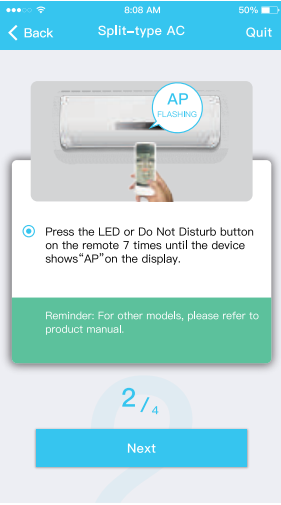 8:08 AM 50%
Back Split-type AC Quit
AP
FLASHING
Press the LED or Do Not Disturb button
on the remote 7 times until the device
shows“AP”on the display.
Reminder: For other models, please refer to
product manual.
2/4
Next